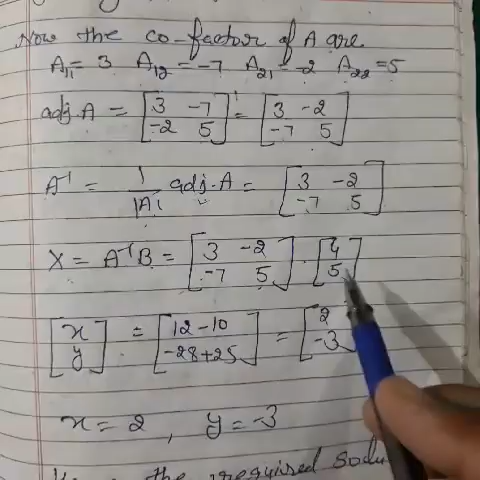 Now the co-factor of A are
A₁₁ = 3 A₁₂ = -7 A₂₁ = -2 A₂₂ = 5
adj. A = [3 -7; -2 5]' = [3 -2; -7 5]
A⁻¹ = 1/|A| adj. A = [3 -2; -7 5]
X = A⁻¹B = [3 -2; -7 5] · [4; 5]
[x; y] = [12-10; -28+25] = [2; -3]
x = 2 , y = -3
the required